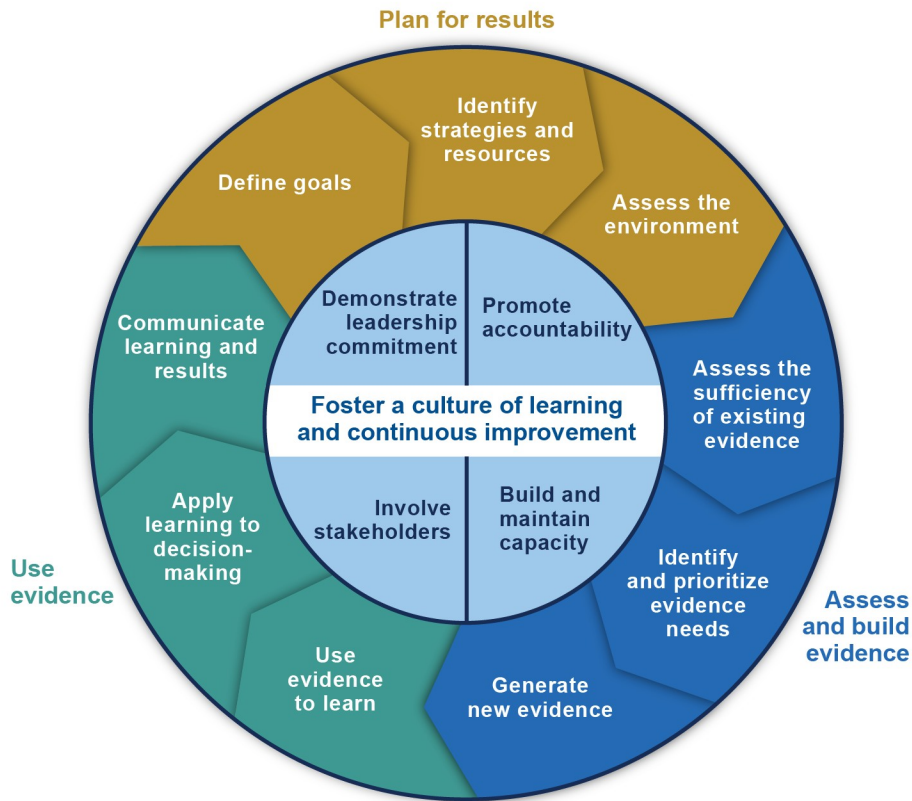 Plan for results
Identify
strategies and
resources
Define goals
Assess the
environment
Demonstrate
leadership
commitment
Promote
accountability
Communicate
learning and
results
Assess the
sufficiency
of existing
evidence
Foster a culture of learning
and continuous improvement
Involve
stakeholders
Build and
maintain
capacity
Apply
learning to
decision-
making
Identify
and prioritize
evidence
needs
Use
evidence
Assess
and build
evidence
Use
evidence
to learn
Generate
new evidence